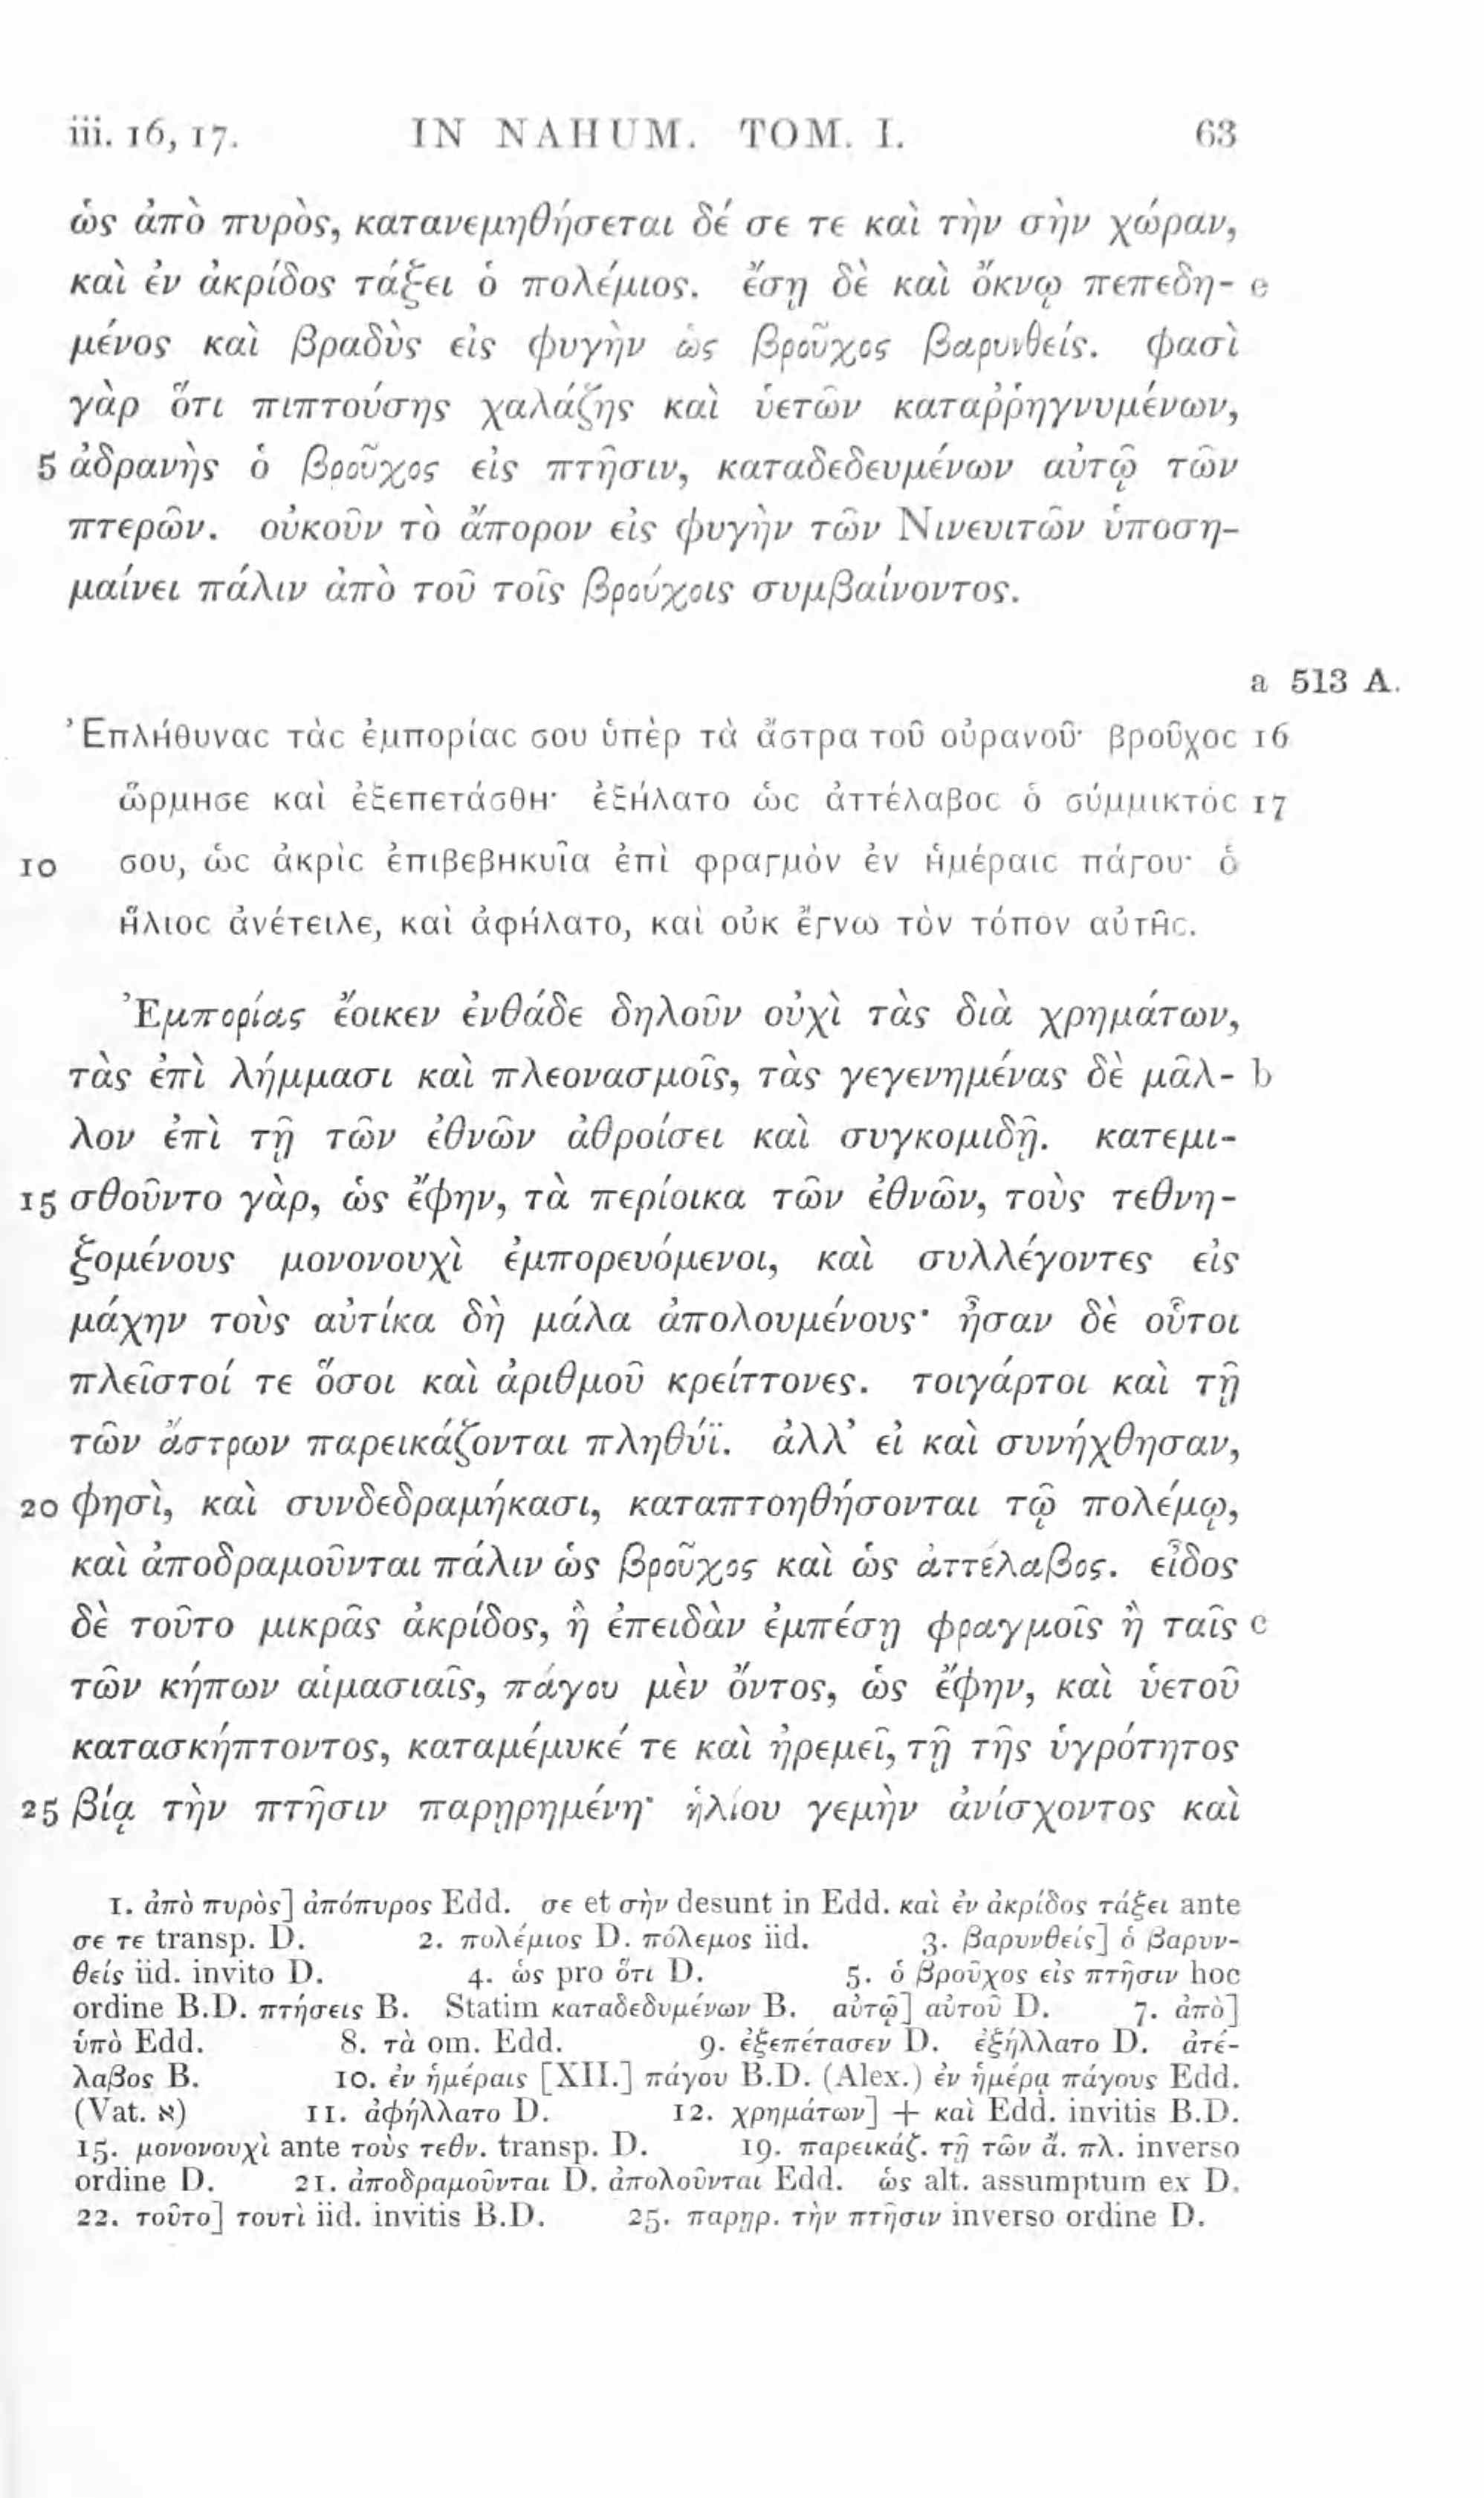 iii. 16, 17. IN NAHUM. TOM. I. 63
ὡς ἀπὸ πυρὸς, κατανεμηθήσεται δέ σε τε καὶ τὴν σὴν χώραν,
καὶ ἐν ἀκρίδος τάξει ὁ πολέμιος. ἔσῃ δὲ καὶ ὄκνῳ πεπεδη- e
μένος καὶ βραδὺς εἰς φυγὴν ὡς βροῦχος βαρυνθείς. φασὶ
γὰρ ὅτι πιπτούσης χαλάζης καὶ ὑετῶν καταῤῥηγνυμένων,
5 ἀδρανὴς ὁ βροῦχος εἰς πτῆσιν, καταδεδευμένων αὐτῷ τῶν
πτερῶν. οὐκοῦν τὸ ἄπορον εἰς φυγὴν τῶν Νινευιτῶν ὑποση-
μαίνει πάλιν ἀπὸ τοῦ τοῖς βρούχοις συμβαίνοντος.
a 513 A.
Ἐπλήθυνας τὰς ἐμπορίας σου ὑπὲρ τὰ ἄστρα τοῦ οὐρανοῦ· βροῦχος 16
ὥρμησε καὶ ἐξεπετάσθη· ἐξήλατο ὡς ἀττέλαβος ὁ σύμμικτός 17
10 σου, ὡς ἀκρὶς ἐπιβεβηκυῖα ἐπὶ φραγμὸν ἐν ἡμέραις πάγου· ὁ
ἥλιος ἀνέτειλε, καὶ ἀφήλατο, καὶ οὐκ ἔγνω τὸν τόπον αὐτῆς.
Ἐμπορίας ἔοικεν ἐνθάδε δηλοῦν οὐχὶ τὰς διὰ χρημάτων,
τὰς ἐπὶ λήμμασι καὶ πλεονασμοῖς, τὰς γεγενημένας δὲ μᾶλ- b
λον ἐπὶ τῇ τῶν ἐθνῶν ἀθροίσει καὶ συγκομιδῇ. κατεμι-
15 σθοῦντο γὰρ, ὡς ἔφην, τὰ περίοικα τῶν ἐθνῶν, τοὺς τεθνη-
ξομένους μονονουχὶ ἐμπορευόμενοι, καὶ συλλέγοντες εἰς
μάχην τοὺς αὐτίκα δὴ μάλα ἀπολουμένους· ἦσαν δὲ οὗτοι
πλεῖστοί τε ὅσοι καὶ ἀριθμοῦ κρείττονες. τοιγάρτοι καὶ τῇ
τῶν ἄστρων παρεικάζονται πληθύϊ. ἀλλ’ εἰ καὶ συνήχθησαν,
20 φησὶ, καὶ συνδεδραμήκασι, καταπτοηθήσονται τῷ πολέμῳ,
καὶ ἀποδραμοῦνται πάλιν ὡς βροῦχος καὶ ὡς ἀττέλαβος. εἶδος
δὲ τοῦτο μικρᾶς ἀκρίδος, ἢ ἐπειδὰν ἐμπέσῃ φραγμοῖς ἢ ταῖς c
τῶν κήπων αἱμασιαῖς, πάγου μὲν ὄντος, ὡς ἔφην, καὶ ὑετοῦ
κατασκήπτοντος, καταμέμυκέ τε καὶ ἠρεμεῖ, τῇ τῆς ὑγρότητος
25 βίᾳ τὴν πτῆσιν παρῃρημένη· ἡλίου γεμὴν ἀνίσχοντος καὶ
1. ἀπὸ πυρὸς] ἀπόπυρος Edd. σε et σὴν desunt in Edd. καὶ ἐν ἀκρίδος τάξει ante
σε τε transp. D. 2. πολέμιος D. πόλεμος iid. 3. βαρυνθείς] ὁ βαρυν-
θείς iid. invito D. 4. ὡς pro ὅτι D. 5. ὁ βροῦχος εἰς πτῆσιν hoc
ordine B.D. πτήσεις B. Statim καταδεδυμένων B. αὐτῷ] αὐτοῦ D. 7. ἀπὸ]
ὑπὸ Edd. 8. τὰ om. Edd. 9. ἐξεπέτασεν D. ἐξήλλατο D. ἀτέ-
λαβος B. 10. ἐν ἡμέραις [XII.] πάγου B.D. (Alex.) ἐν ἡμέρᾳ πάγους Edd.
(Vat. א) 11. ἀφήλλατο D. 12. χρημάτων] + καὶ Edd. invitis B.D.
15. μονονουχὶ ante τοὺς τεθν. transp. D. 19. παρεικάζ. τῇ τῶν ἄ. πλ. inverso
ordine D. 21. ἀποδραμοῦνται D. ἀπολοῦνται Edd. ὡς alt. assumptum ex D.
22. τοῦτο] τουτὶ iid. invitis B.D. 25. παρῃρ. τὴν πτῆσιν inverso ordine D.